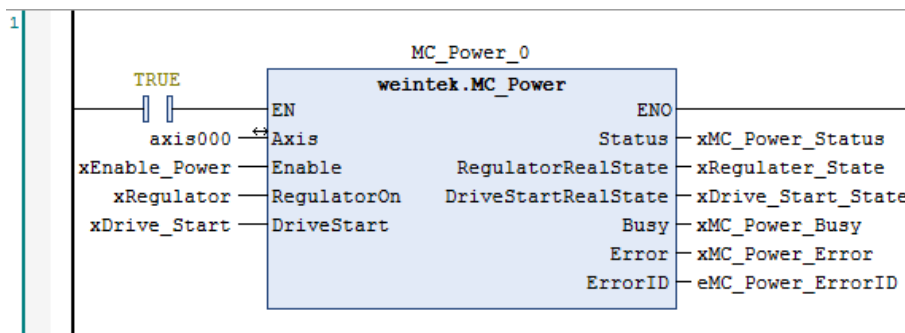 1
MC_Power_0
TRUE
weintek.MC_Power
EN ENO
axis000 Axis Status xMC_Power_Status
xEnable_Power Enable RegulatorRealState xRegulater_State
xRegulator RegulatorOn DriveStartRealState xDrive_Start_State
xDrive_Start DriveStart Busy xMC_Power_Busy
Error xMC_Power_Error
ErrorID eMC_Power_ErrorID